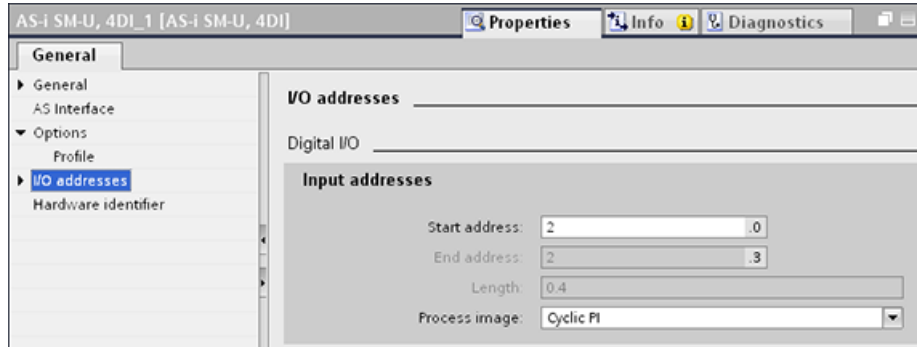 AS-i SM-U, 4DI_1 [AS-i SM-U, 4DI]
Properties
Info
Diagnostics
General
General
AS Interface
Options
Profile
I/O addresses
Hardware identifier
I/O addresses
Digital I/O
Input addresses
Start address: 2 .0
End address: 2 .3
Length: 0.4
Process image: Cyclic PI